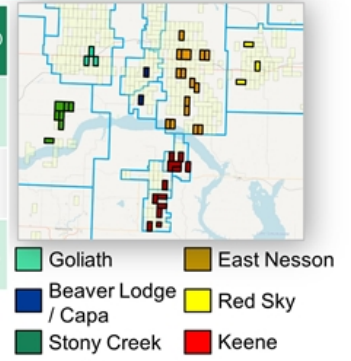 Goliath
East Nesson
Beaver Lodge
/ Capa
Red Sky
Stony Creek
Keene